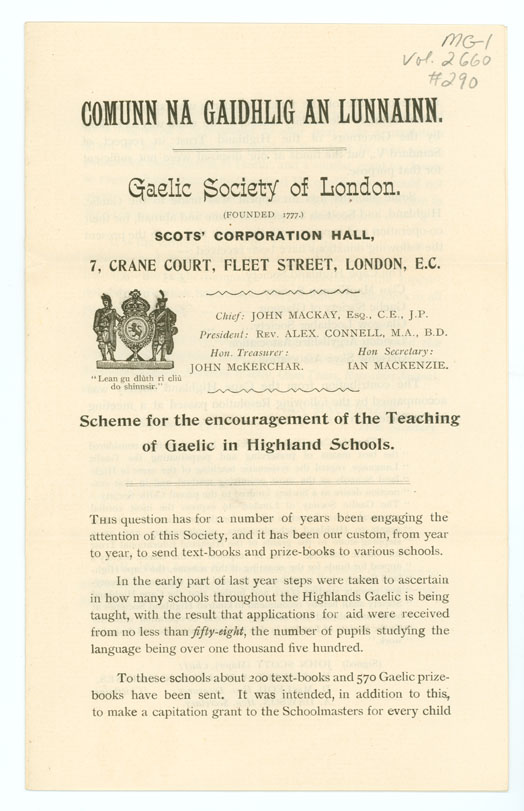 MG-1
Vol. 2660
#290
COMUNN NA GAIDHLIG AN LUNNAINN.
Gaelic Society of London.
(FOUNDED 1777.)
SCOTS' CORPORATION HALL,
7, CRANE COURT, FLEET STREET, LONDON, E.C.
Chief: JOHN MACKAY, Esq., C.E., J.P.
President: Rev. ALEX. CONNELL, M.A., B.D.
Hon. Treasurer: Hon Secretary:
JOHN McKERCHAR. IAN MACKENZIE.
"Lean gu dlùth ri cliù
do shinnsir."
Scheme for the encouragement of the Teaching
of Gaelic in Highland Schools.
This question has for a number of years been engaging the
attention of this Society, and it has been our custom, from year
to year, to send text-books and prize-books to various schools.
In the early part of last year steps were taken to ascertain
in how many schools throughout the Highlands Gaelic is being
taught, with the result that applications for aid were received
from no less than fifty-eight, the number of pupils studying the
language being over one thousand five hundred.
To these schools about 200 text-books and 570 Gaelic prize-
books have been sent. It was intended, in addition to this,
to make a capitation grant to the Schoolmasters for every child